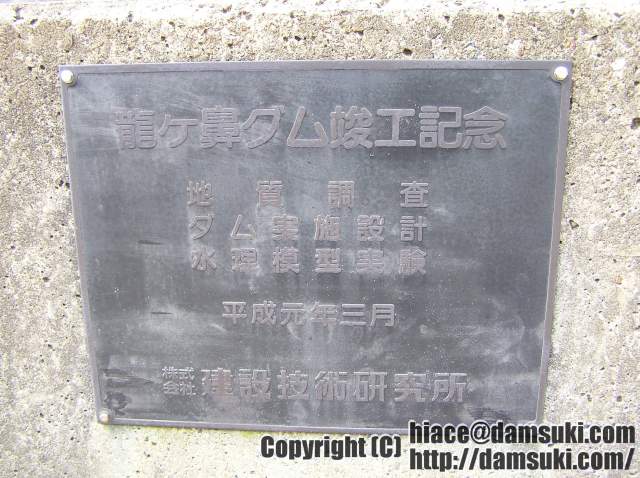 龍ヶ鼻ダム竣工記念
地質調査
ダム実施設計
水理模型実験
平成元年三月
株式会社 建設技術研究所
Copyright (C) hiace@damsuki.com
http://damsuki.com/